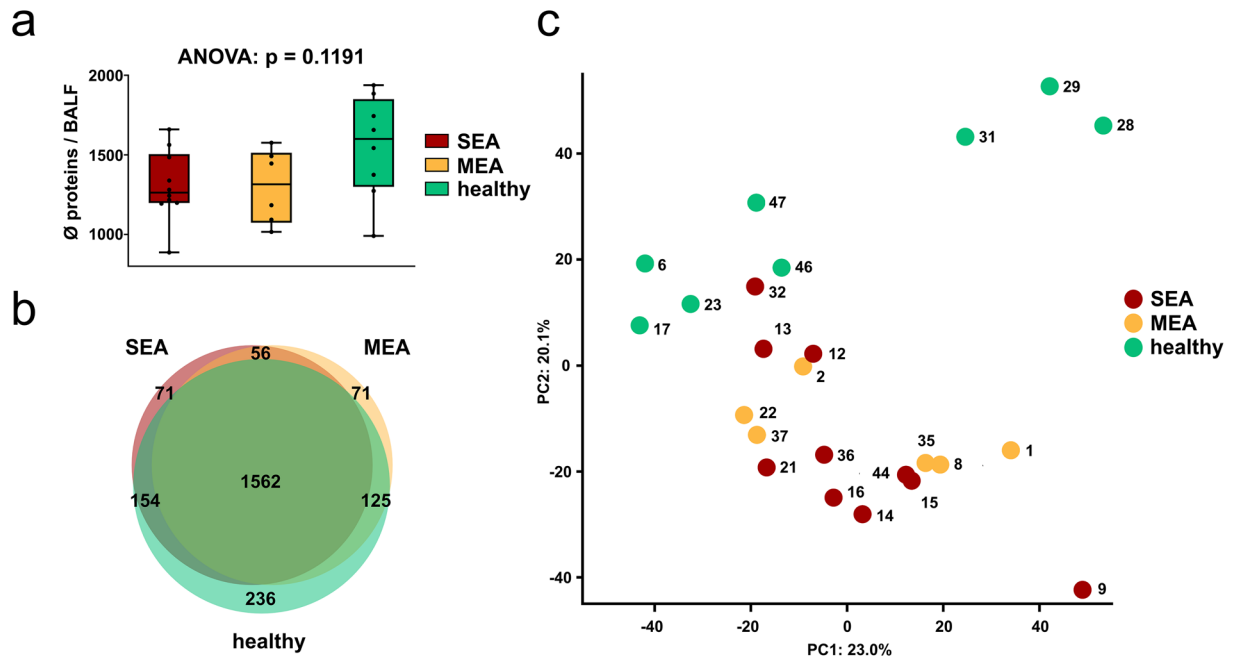 a
ANOVA: p = 0.1191
Ø proteins / BALF
2000
1500
1000
SEA
MEA
healthy
b
SEA
MEA
56
71
71
1562
154
125
236
healthy
c
PC2: 20.1%
40
20
0
-20
-40
29
28
31
47
6
46
32
23
17
13
12
2
22
37
21
36
35
1
8
44
16
15
14
9
-40
-20
0
20
40
PC1: 23.0%
SEA
MEA
healthy